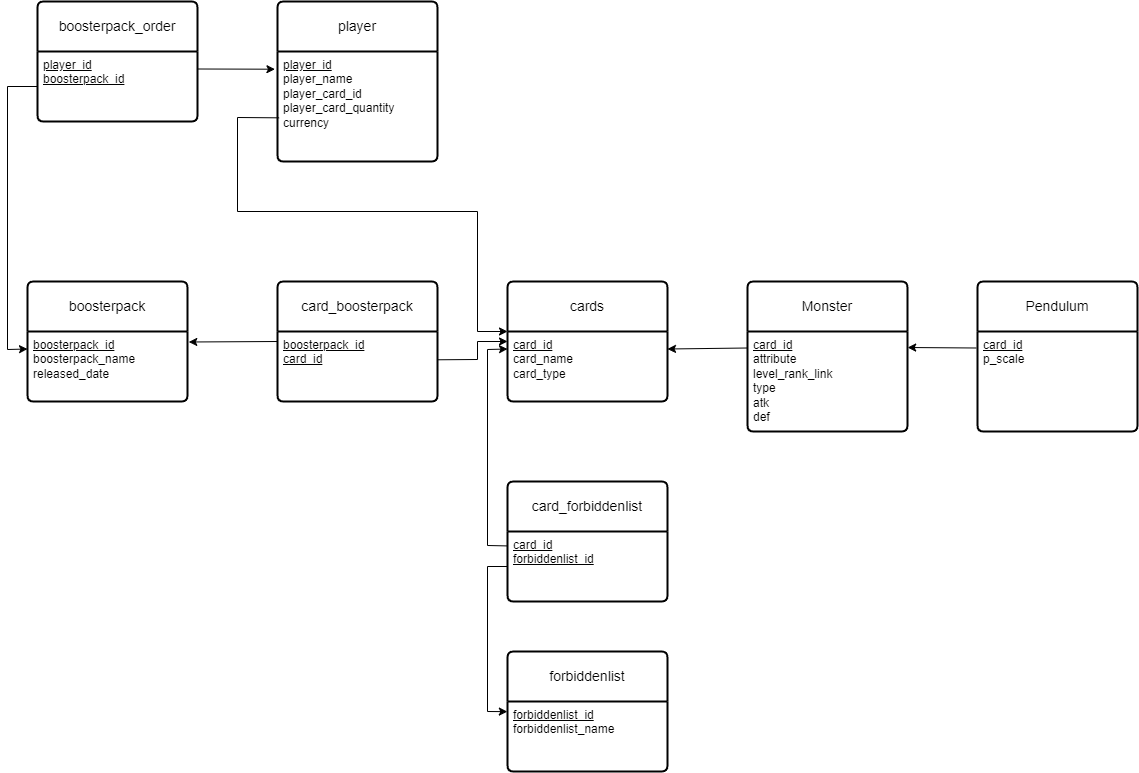 boosterpack_order
player_id
boosterpack_id
player
player_id
player_name
player_card_id
player_card_quantity
currency
boosterpack
boosterpack_id
boosterpack_name
released_date
card_boosterpack
boosterpack_id
card_id
cards
card_id
card_name
card_type
Monster
card_id
attribute
level_rank_link
type
atk
def
Pendulum
card_id
p_scale
card_forbiddenlist
card_id
forbiddenlist_id
forbiddenlist
forbiddenlist_id
forbiddenlist_name